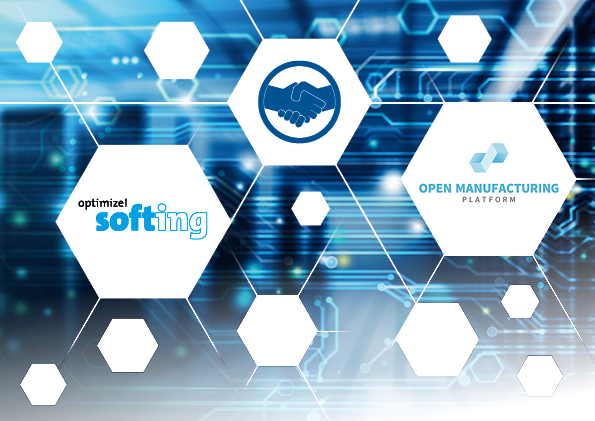 optimize!
softing
OPEN MANUFACTURING
PLATFORM